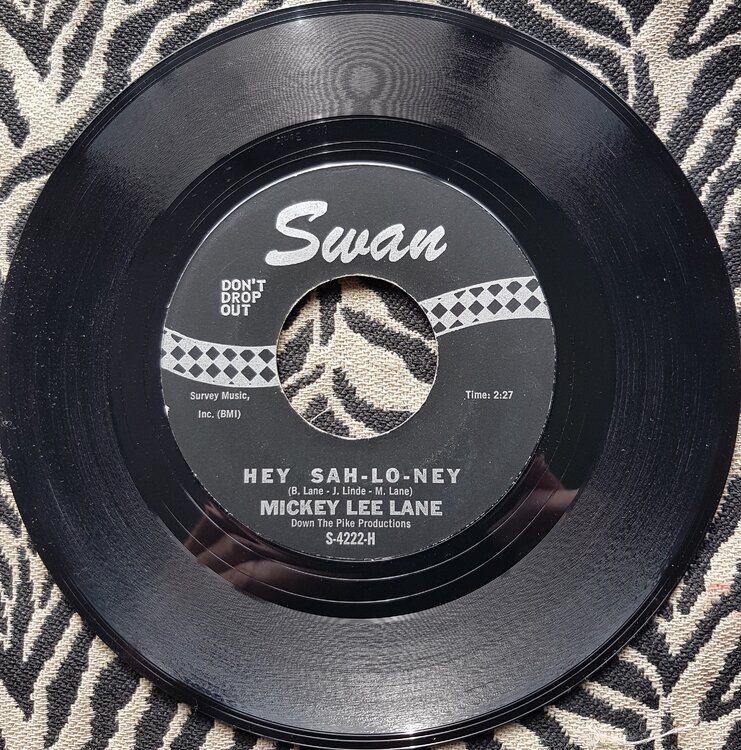 Swan
DON'T
DROP
OUT
Survey Music,
Inc. (BMI)
Time: 2:27
HEY SAH-LO-NEY
(B. Lane - J. Linde - M. Lane)
MICKEY LEE LANE
Down The Pike Productions
S-4222-H